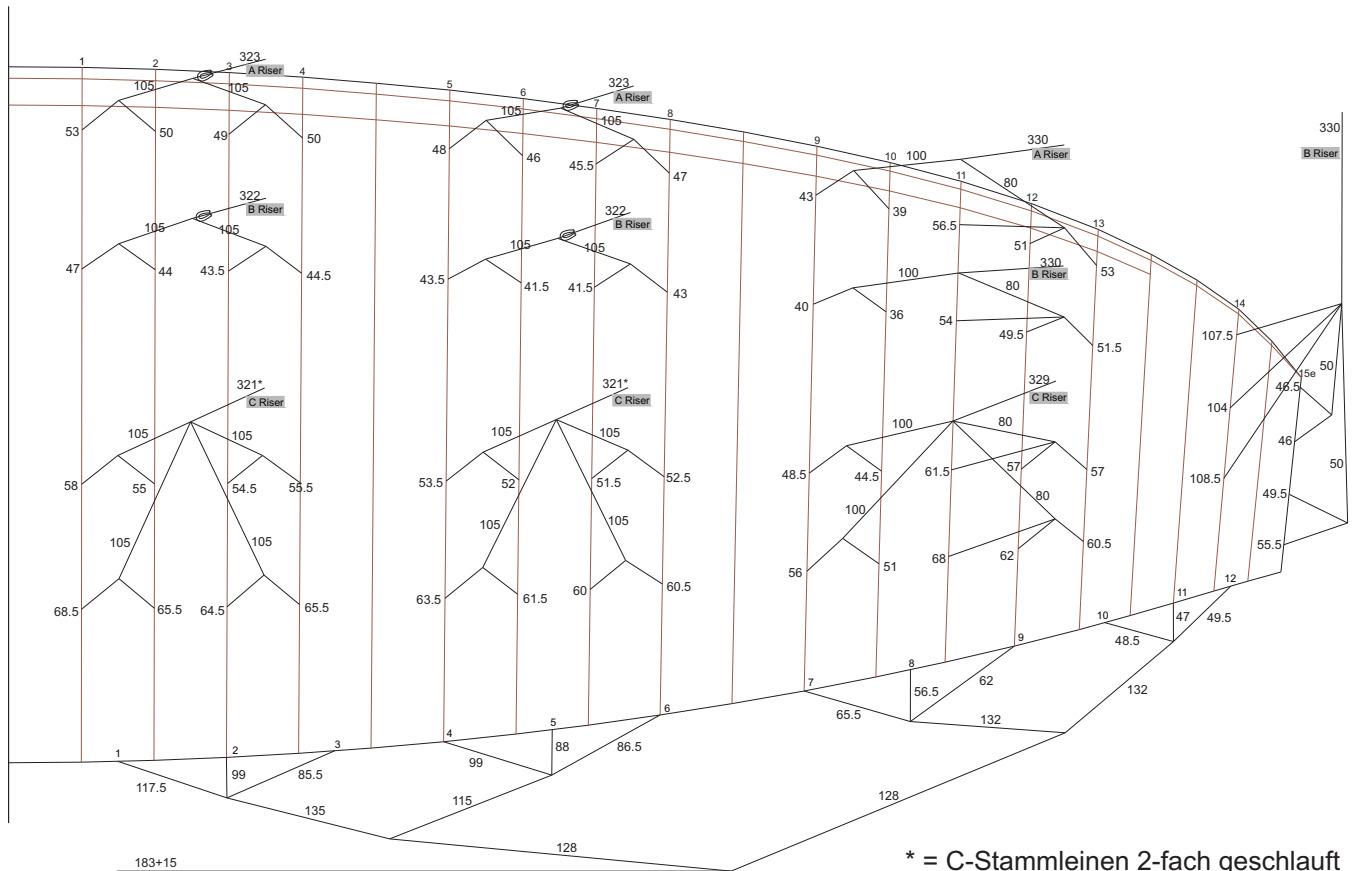 1 2 3 4 5 6 7 8 9 10 11 12 13 14 15e
323
A Riser
105 105
53 50 49 50
323
A Riser
105 105
48 46 45.5 47
330
A Riser
100 80
43 39 56.5 51 53
322
B Riser
105 105
47 44 43.5 44.5
322
B Riser
105 105
43.5 41.5 41.5 43
330
B Riser
100 80
40 36 54 49.5 51.5
330
B Riser
107.5 50
46.5
104 46
108.5 50
49.5
55.5
321*
C Riser
105 105
58 55 54.5 55.5
105 105
68.5 65.5 64.5 65.5
321*
C Riser
105 105
53.5 52 51.5 52.5
105 105
63.5 61.5 60 60.5
329
C Riser
100 80
48.5 44.5 61.5 57 57
100 80
56 51 68 62 60.5
1 2 3 4 5 6 7 8 9 10 11 12
117.5 99 85.5
99 88 86.5
65.5 56.5 62
48.5 47 49.5
135 115
132 132
128 128
183+15
* = C-Stammleinen 2-fach geschlauft